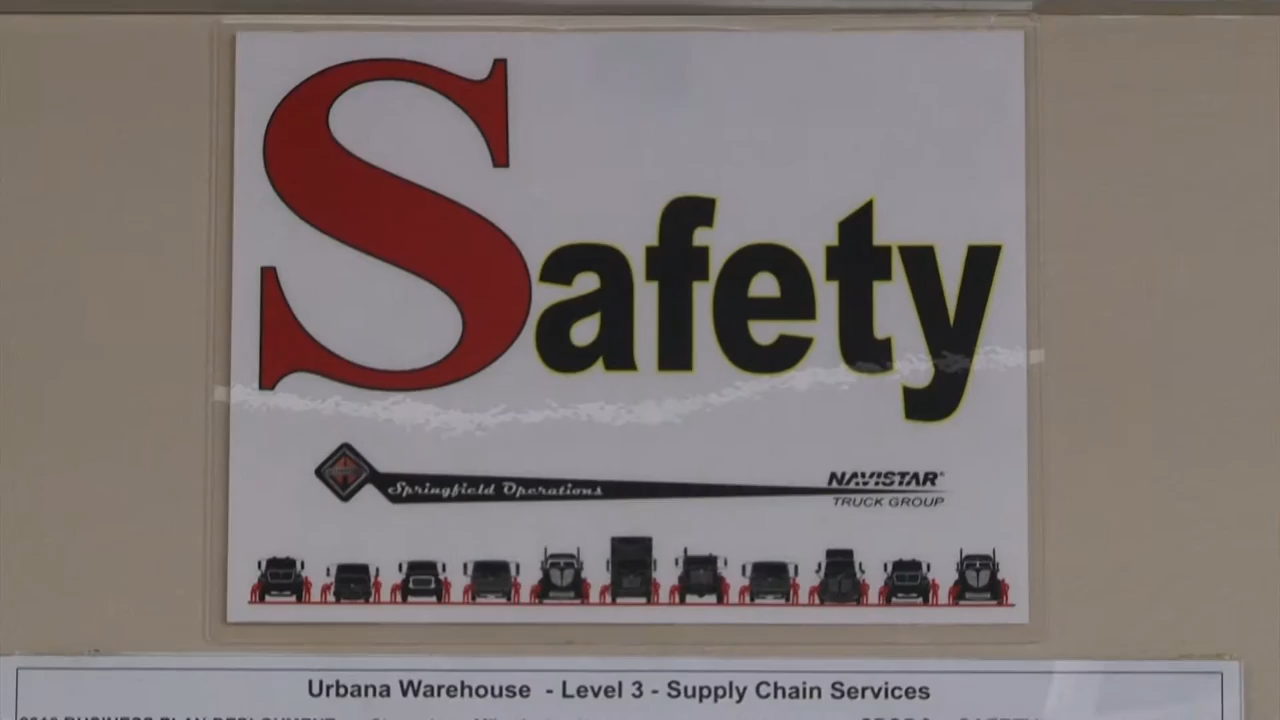 Safety
Springfield Operations
NAVISTAR®
TRUCK GROUP
Urbana Warehouse - Level 3 - Supply Chain Services